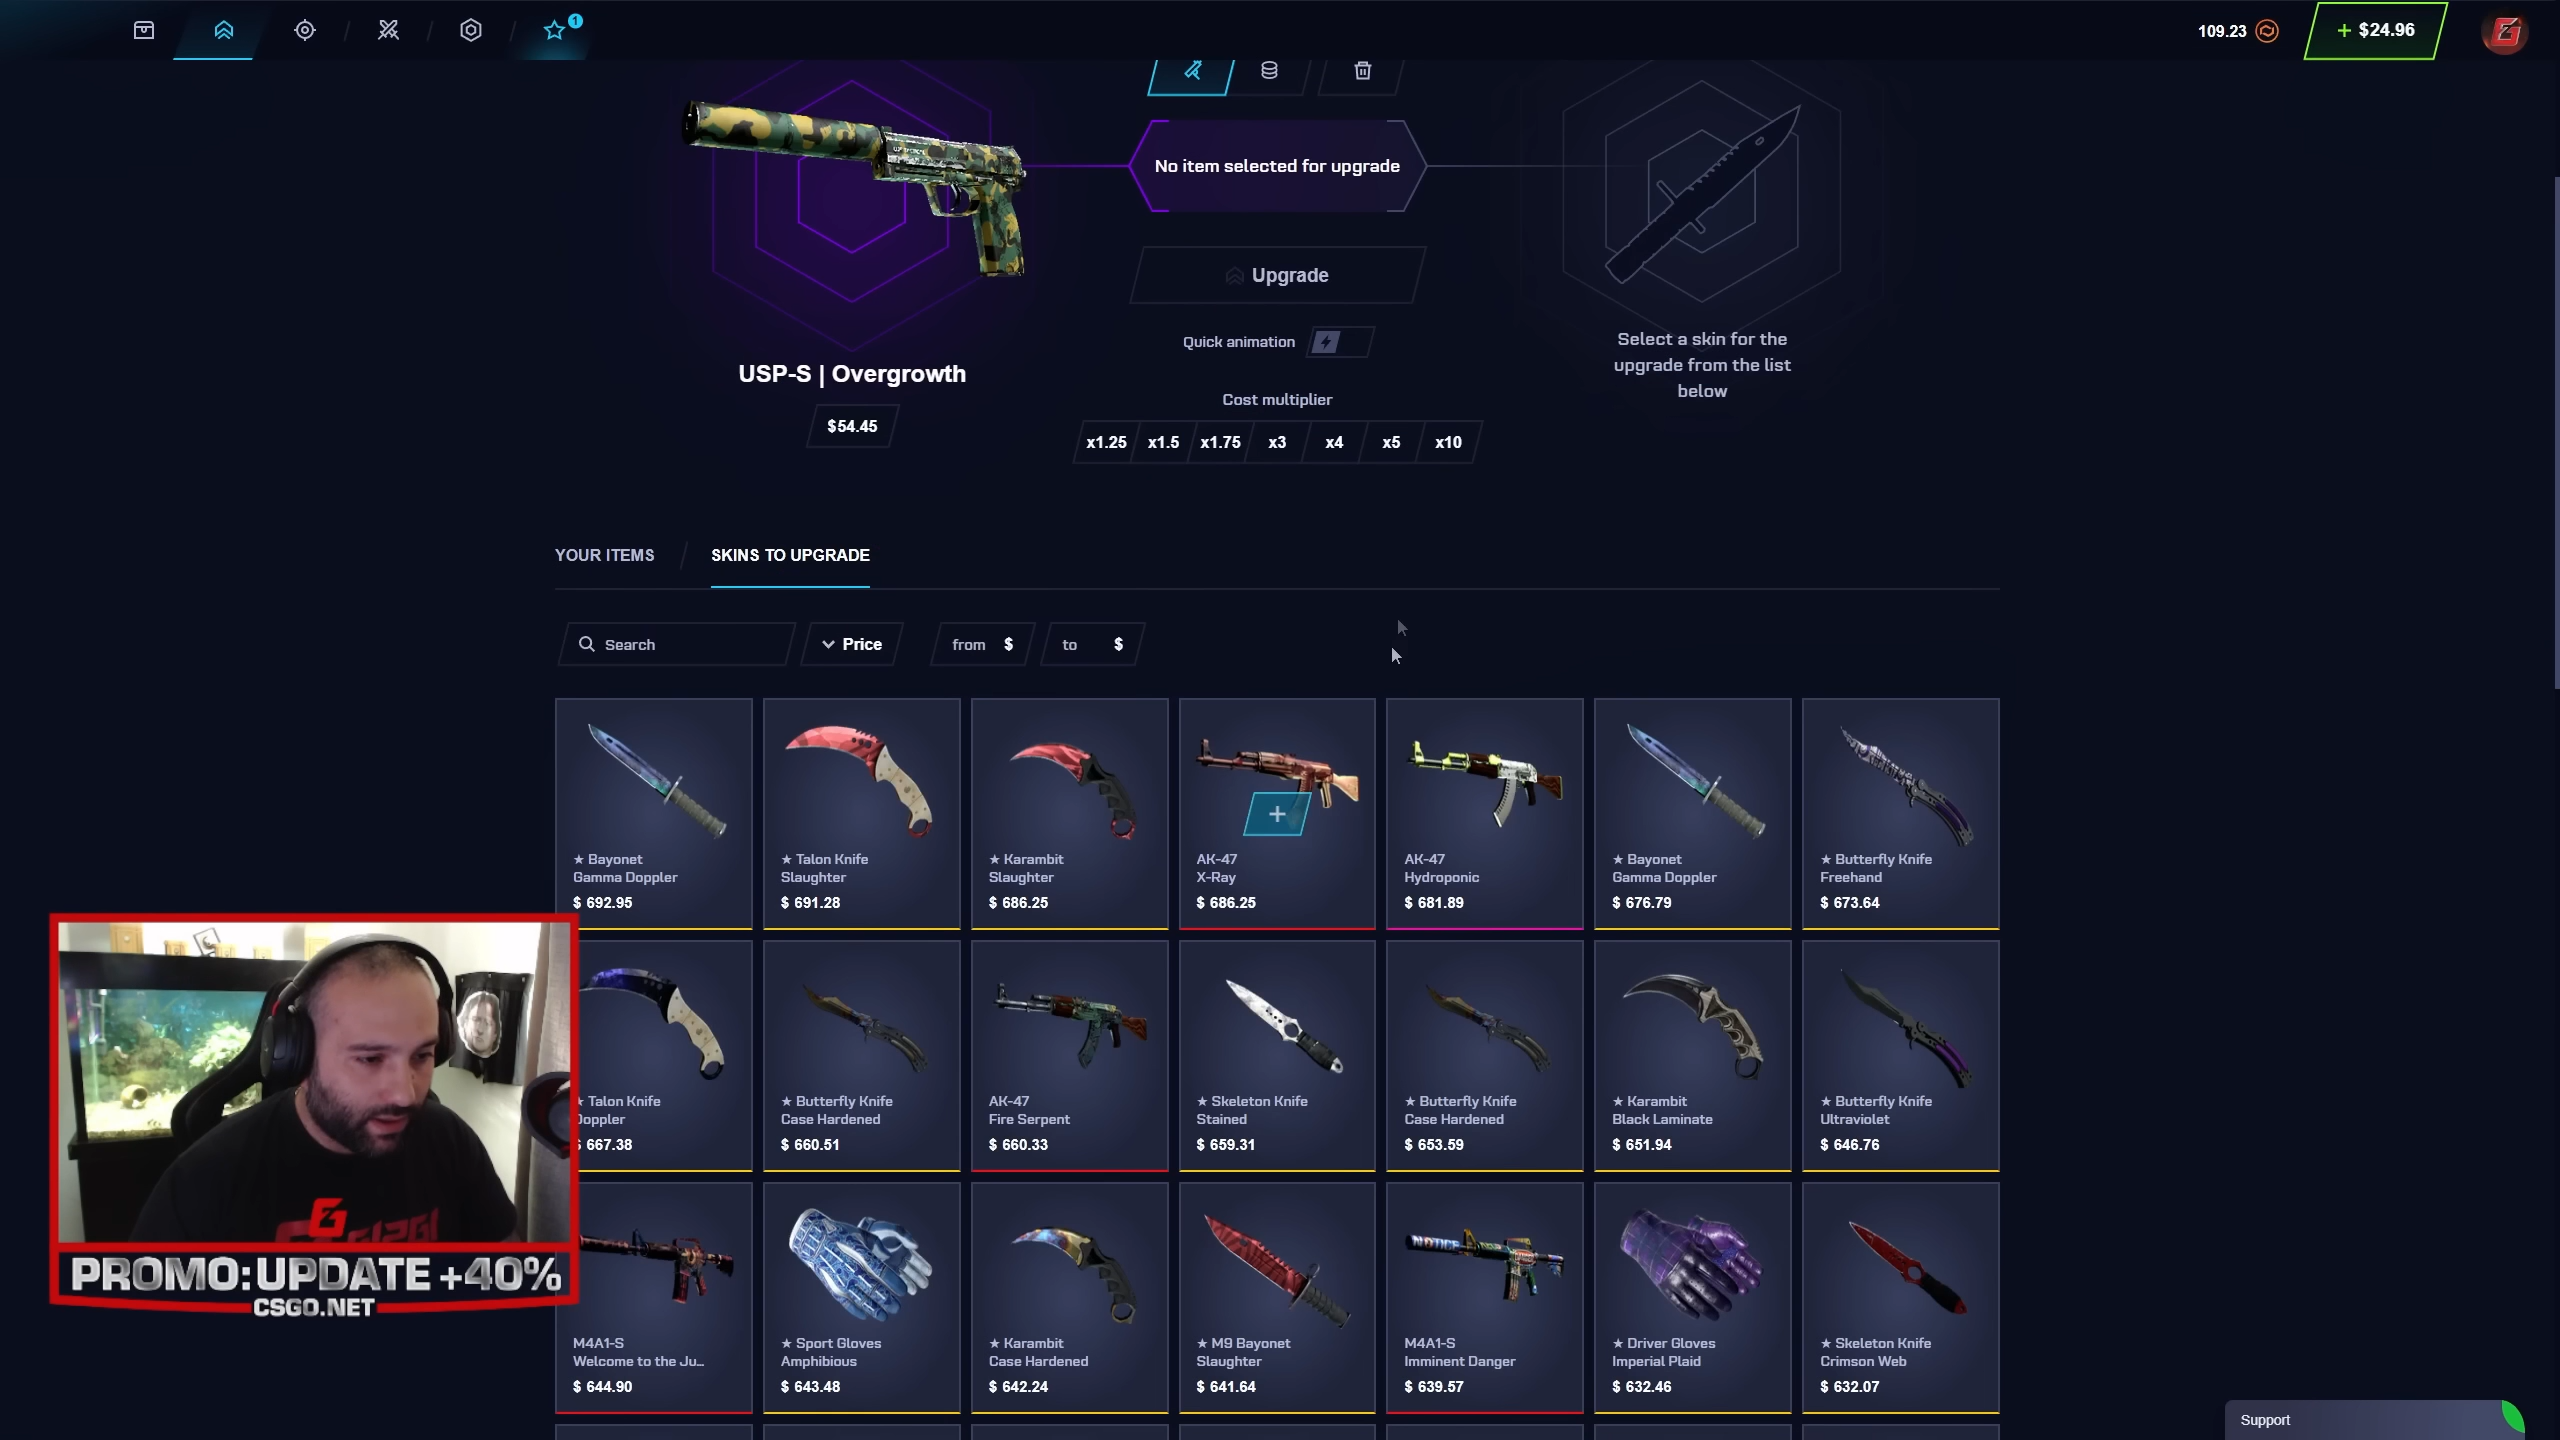 1
109.23
+ $24.96
No item selected for upgrade
Upgrade
Quick animation
Cost multiplier
x1.25 x1.5 x1.75 x3 x4 x5 x10
USP-S | Overgrowth
$54.45
Select a skin for the
upgrade from the list
below
YOUR ITEMS
SKINS TO UPGRADE
Search
Price
from $
to $
★ Bayonet
Gamma Doppler
$ 692.95
★ Talon Knife
Slaughter
$ 691.28
★ Karambit
Slaughter
$ 686.25
AK-47
X-Ray
$ 686.25
AK-47
Hydroponic
$ 681.89
★ Bayonet
Gamma Doppler
$ 676.79
★ Butterfly Knife
Freehand
$ 673.64
★ Talon Knife
Doppler
$ 667.38
★ Butterfly Knife
Case Hardened
$ 660.51
AK-47
Fire Serpent
$ 660.33
★ Skeleton Knife
Stained
$ 659.31
★ Butterfly Knife
Case Hardened
$ 653.59
★ Karambit
Black Laminate
$ 651.94
★ Butterfly Knife
Ultraviolet
$ 646.76
M4A1-S
Welcome to the Ju...
$ 644.90
★ Sport Gloves
Amphibious
$ 643.48
★ Karambit
Case Hardened
$ 642.24
★ M9 Bayonet
Slaughter
$ 641.64
M4A1-S
Imminent Danger
$ 639.57
★ Driver Gloves
Imperial Plaid
$ 632.46
★ Skeleton Knife
Crimson Web
$ 632.07
PROMO:UPDATE +40%
CSGO.NET
Support